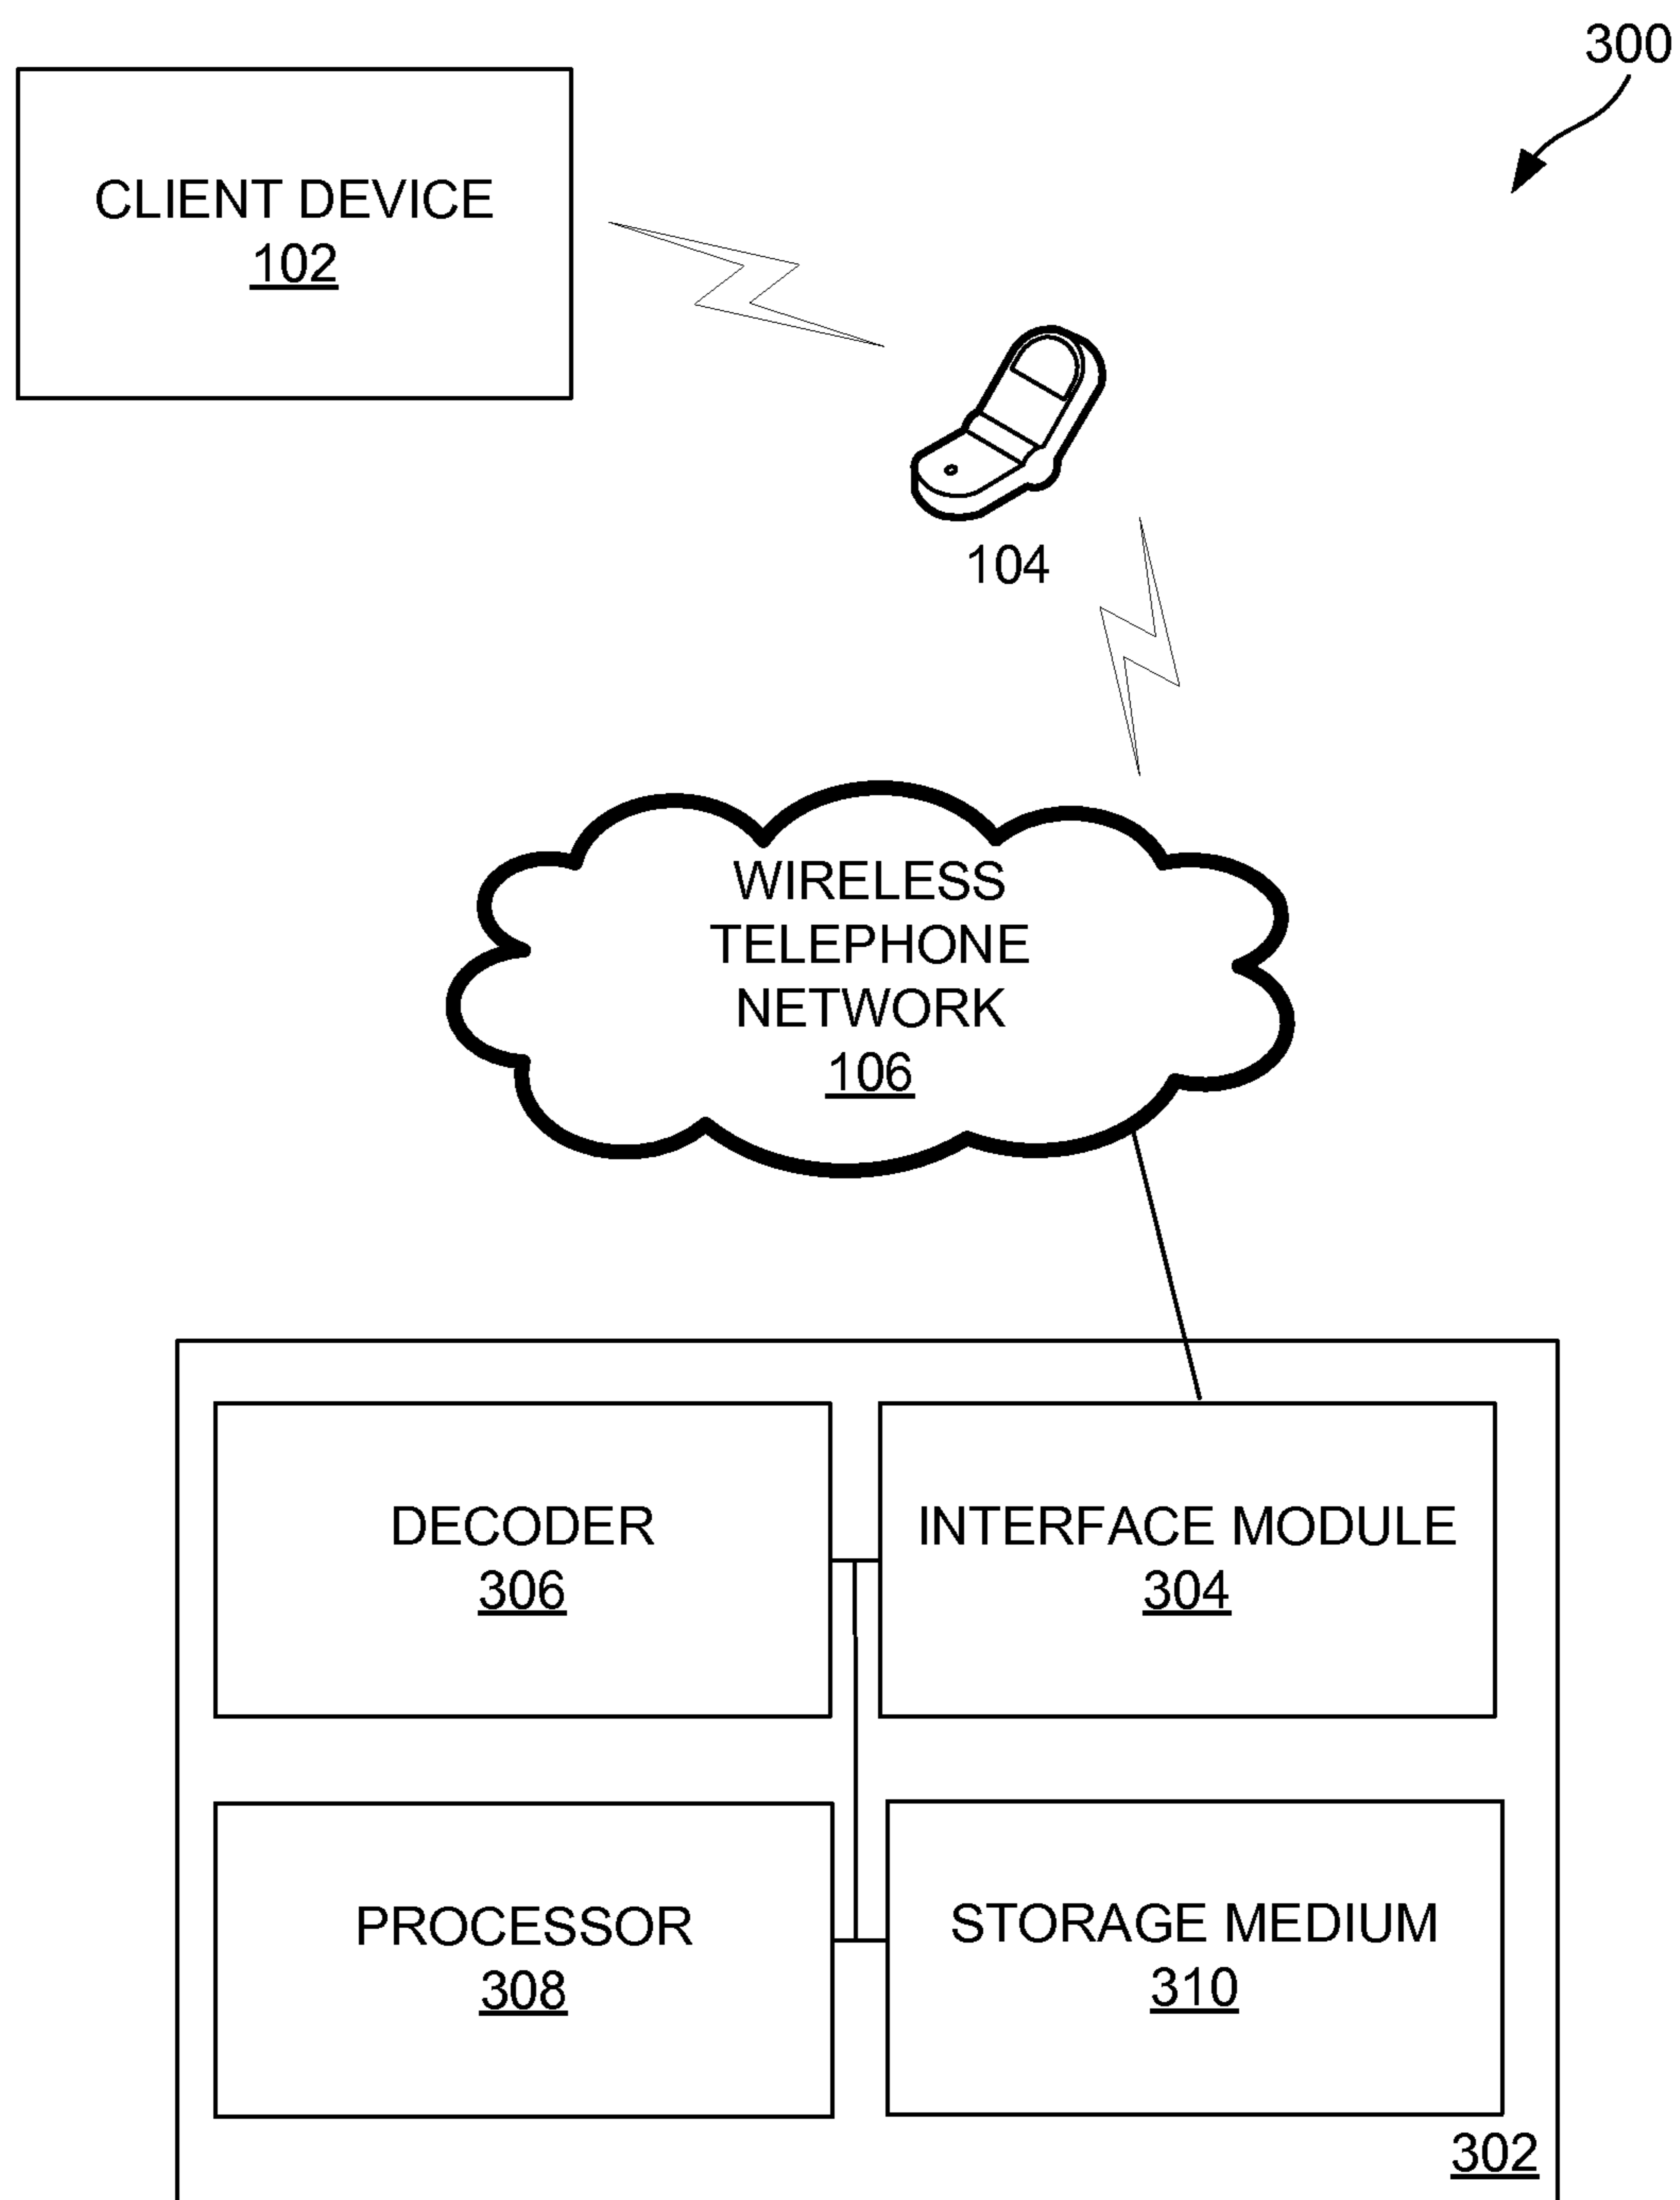 300
CLIENT DEVICE
102
104
WIRELESS
TELEPHONE
NETWORK
106
DECODER
306
INTERFACE MODULE
304
PROCESSOR
308
STORAGE MEDIUM
310
302